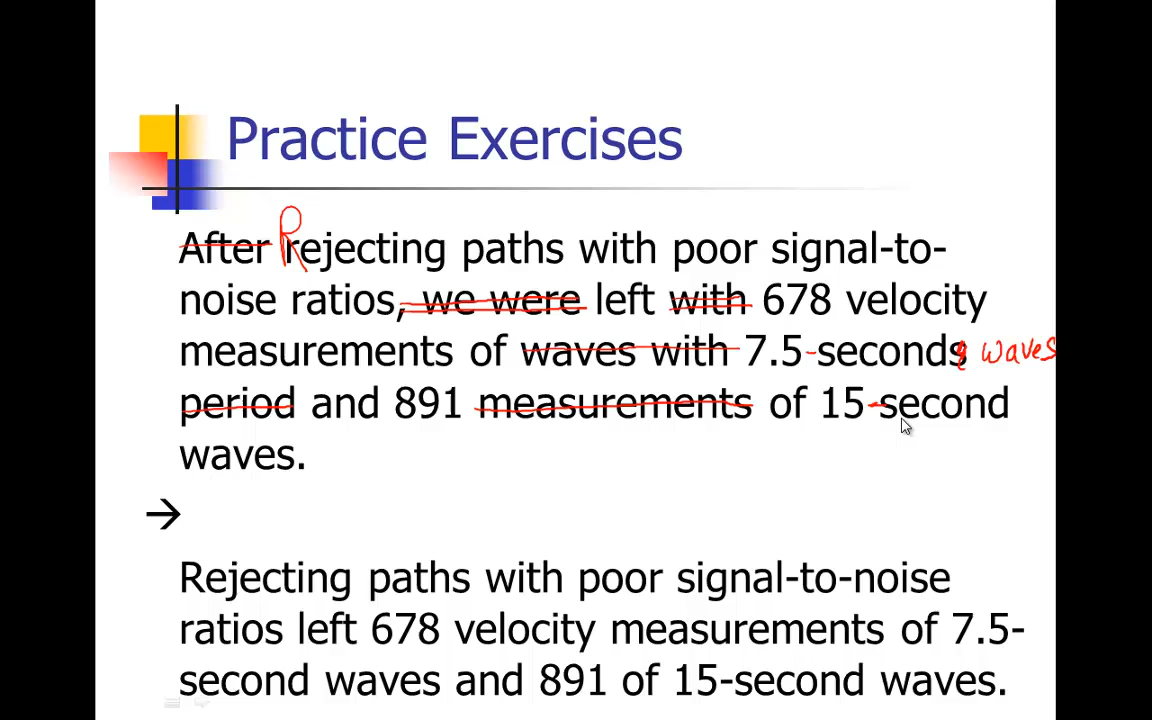 Practice Exercises
After Rejecting paths with poor signal-to-
noise ratios, we were left with 678 velocity
measurements of waves with 7.5-seconds waves
period and 891 measurements of 15-second
waves.
→
Rejecting paths with poor signal-to-noise
ratios left 678 velocity measurements of 7.5-
second waves and 891 of 15-second waves.